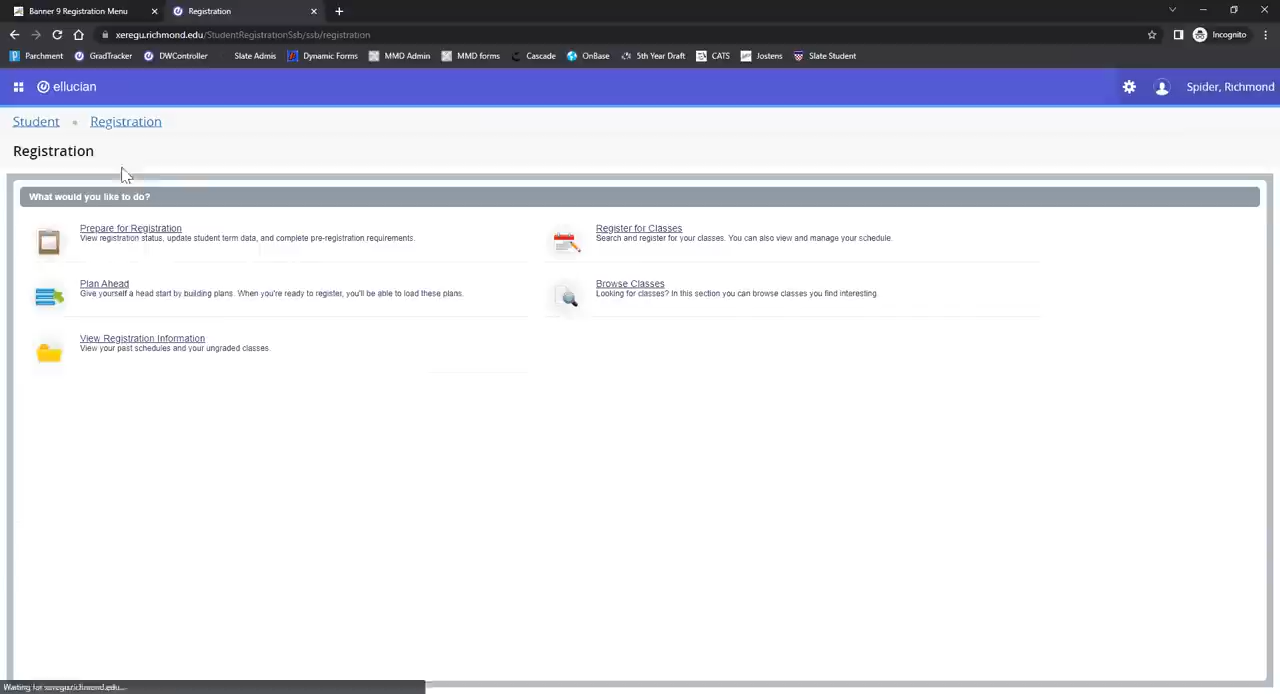 Banner 9 Registration Menu
Registration
xeregu.richmond.edu/StudentRegistrationSsb/ssb/registration
Incognito
Parchment GradTracker DWController Slate Admis Dynamic Forms MMD Admin MMD forms Cascade OnBase 5th Year Draft CATS Jostens Slate Student
ellucian
Spider, Richmond
Student Registration
Registration
What would you like to do?
Prepare for Registration
View registration status, update student term data, and complete pre-registration requirements.
Register for Classes
Search and register for your classes. You can also view and manage your schedule.
Plan Ahead
Give yourself a head start by building plans. When you're ready to register, you'll be able to load these plans.
Browse Classes
Looking for classes? In this section you can browse classes you find interesting
View Registration Information
View your past schedules and your ungraded classes.
Waiting for xeregu.richmond.edu...